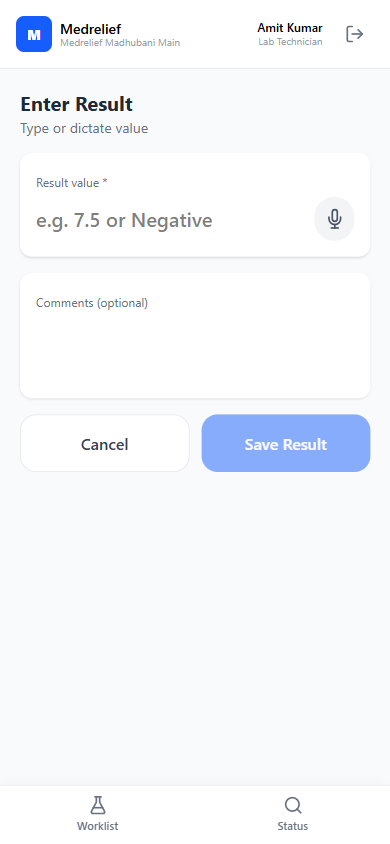 M
Medrelief
Medrelief Madhubani Main
Amit Kumar
Lab Technician
Enter Result
Type or dictate value
Result value *
e.g. 7.5 or Negative
Comments (optional)
Cancel
Save Result
Worklist
Status